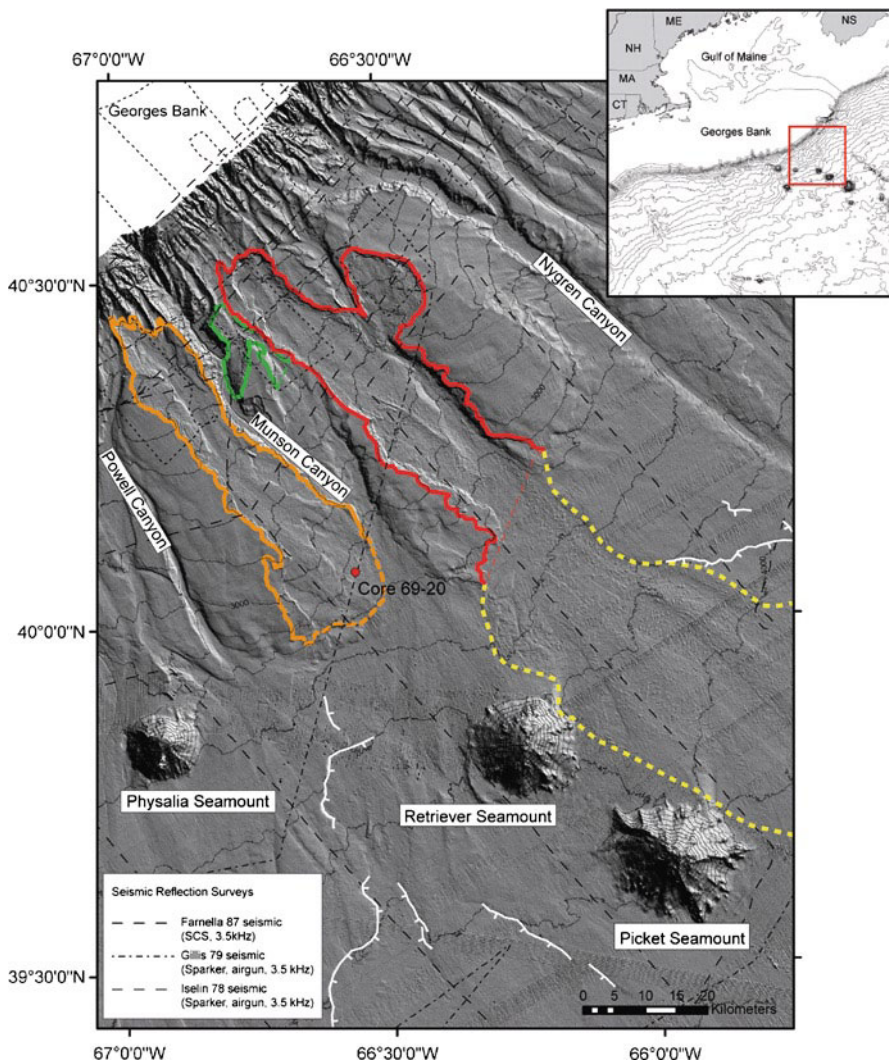 67°0'0"W
66°30'0"W
ME
NS
NH
Gulf of Maine
MA
CT
Georges Bank
Georges Bank
3000
40°30'0"N
Nygren Canyon
3000
Munson Canyon
Powell Canyon
Core 69-20
3000
40°0'0"N
Physalia Seamount
Retriever Seamount
Picket Seamount
Seismic Reflection Surveys
Farnella 87 seismic
(SCS, 3.5kHz)
Gillis 79 seismic
(Sparker, airgun, 3.5 kHz)
Iselin 78 seismic
(Sparker, airgun, 3.5 kHz)
39°30'0"N
0 5 10 15 20
Kilometers
67°0'0"W
66°30'0"W
66°0'0"W